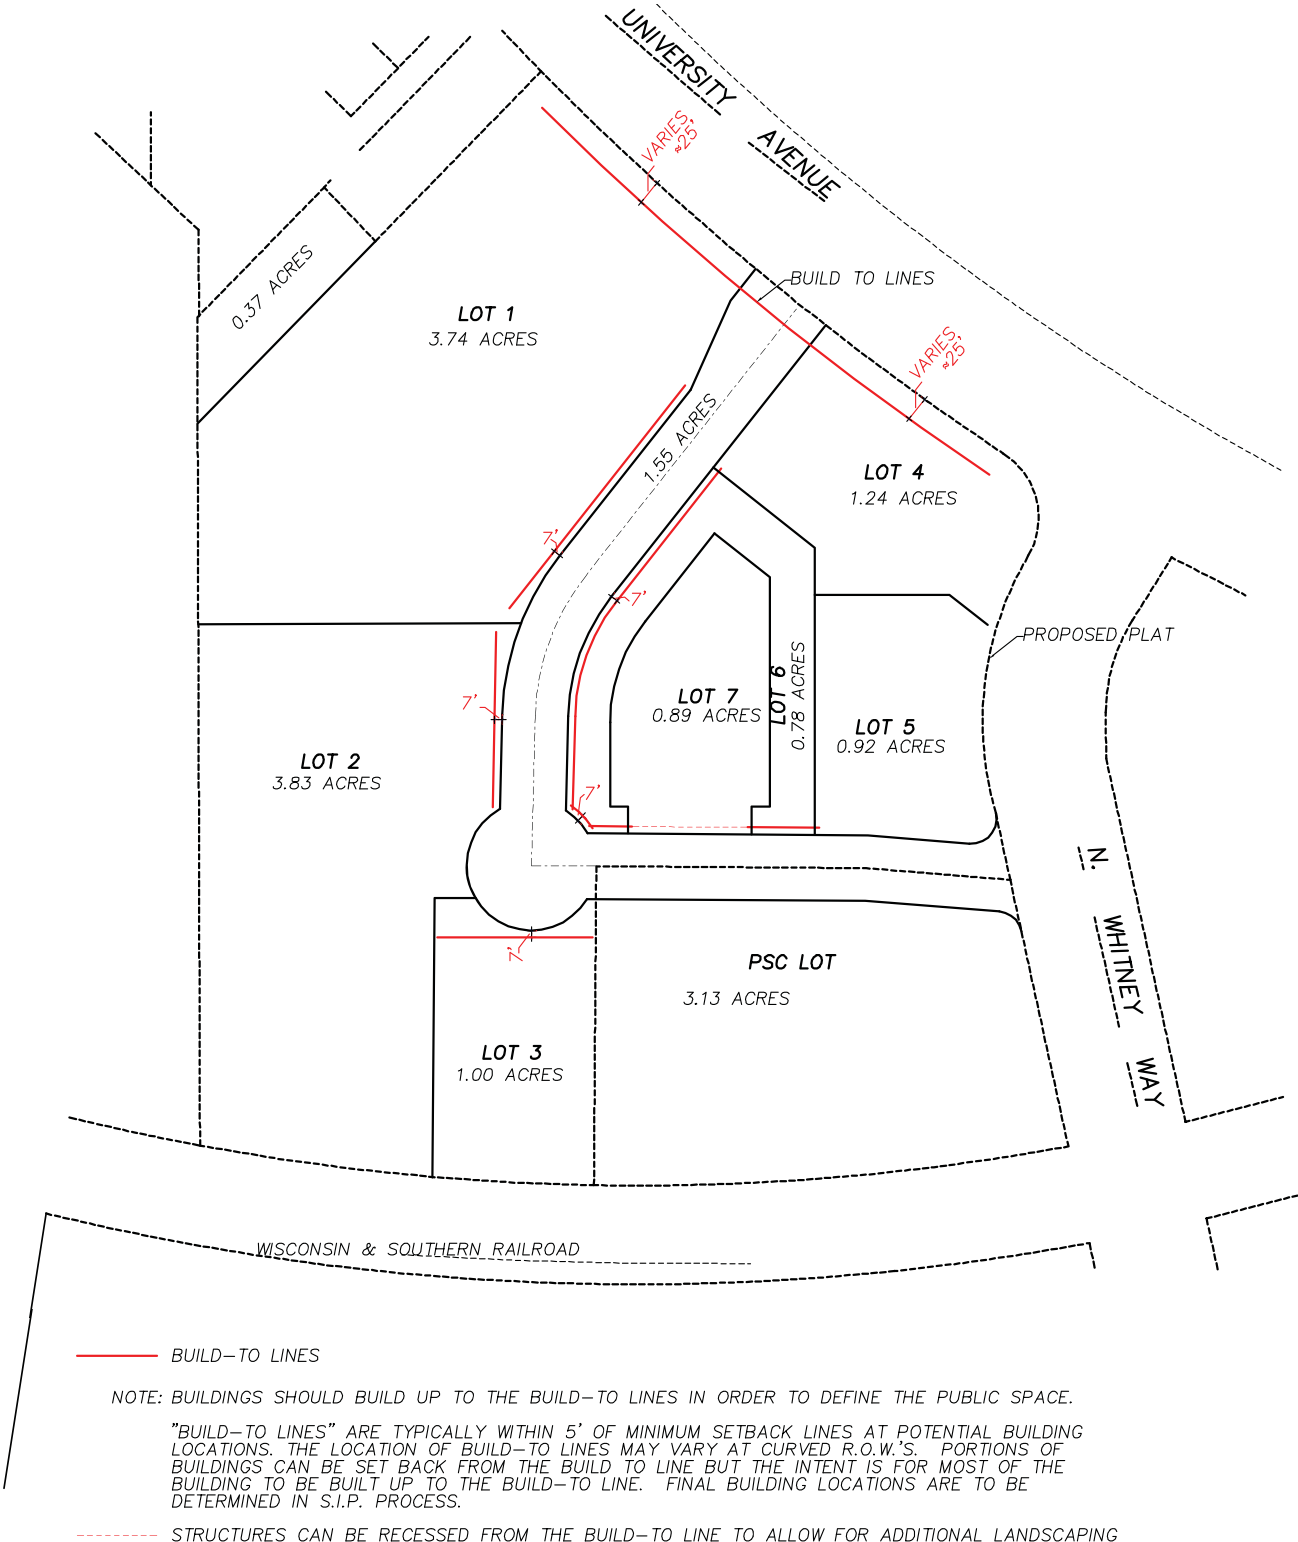 UNIVERSITY AVENUE
VARIES,
≈25'
BUILD TO LINES
0.37 ACRES
LOT 1
3.74 ACRES
VARIES,
≈25'
1.55 ACRES
LOT 4
1.24 ACRES
7'
7'
PROPOSED PLAT
LOT 6
0.78 ACRES
LOT 7
0.89 ACRES
7'
LOT 5
0.92 ACRES
LOT 2
3.83 ACRES
7'
N. WHITNEY WAY
7'
PSC LOT
3.13 ACRES
LOT 3
1.00 ACRES
WISCONSIN & SOUTHERN RAILROAD
BUILD-TO LINES
NOTE: BUILDINGS SHOULD BUILD UP TO THE BUILD-TO LINES IN ORDER TO DEFINE THE PUBLIC SPACE.
"BUILD-TO LINES" ARE TYPICALLY WITHIN 5' OF MINIMUM SETBACK LINES AT POTENTIAL BUILDING
LOCATIONS. THE LOCATION OF BUILD-TO LINES MAY VARY AT CURVED R.O.W.'S. PORTIONS OF
BUILDINGS CAN BE SET BACK FROM THE BUILD TO LINE BUT THE INTENT IS FOR MOST OF THE
BUILDING TO BE BUILT UP TO THE BUILD-TO LINE. FINAL BUILDING LOCATIONS ARE TO BE
DETERMINED IN S.I.P. PROCESS.
STRUCTURES CAN BE RECESSED FROM THE BUILD-TO LINE TO ALLOW FOR ADDITIONAL LANDSCAPING